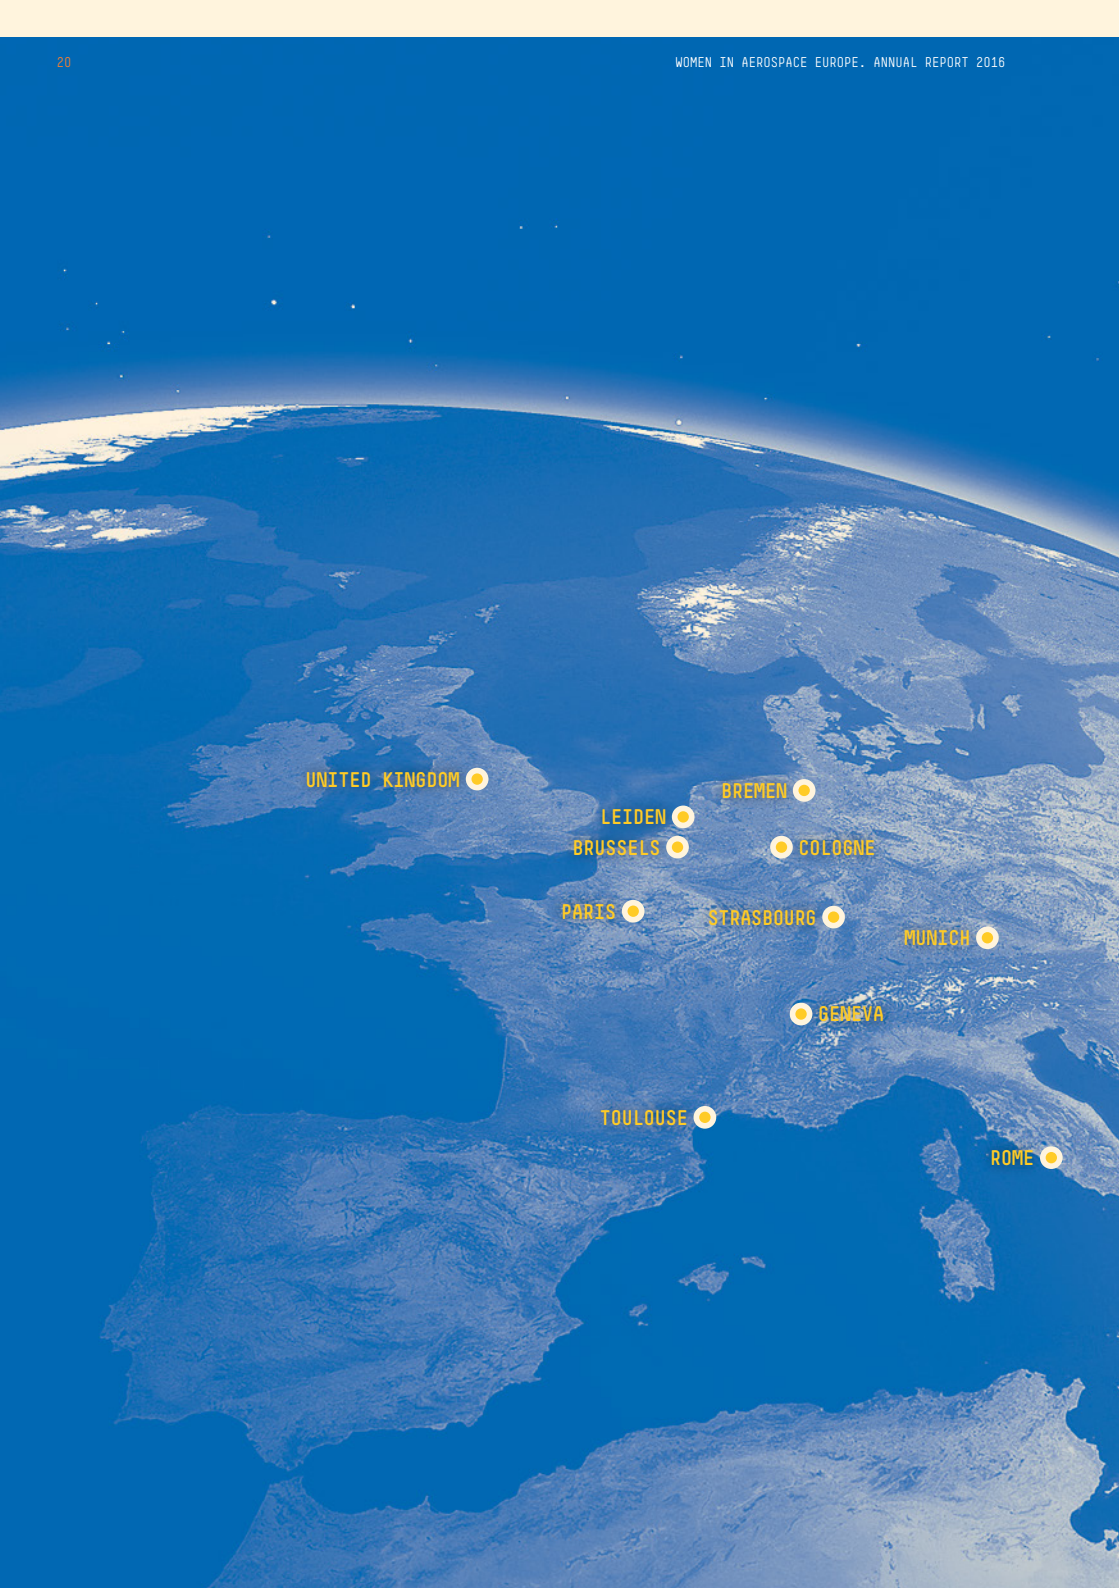 20
WOMEN IN AEROSPACE EUROPE. ANNUAL REPORT 2016
UNITED KINGDOM
BREMEN
LEIDEN
BRUSSELS
COLOGNE
PARIS
STRASBOURG
MUNICH
GENEVA
TOULOUSE
ROME